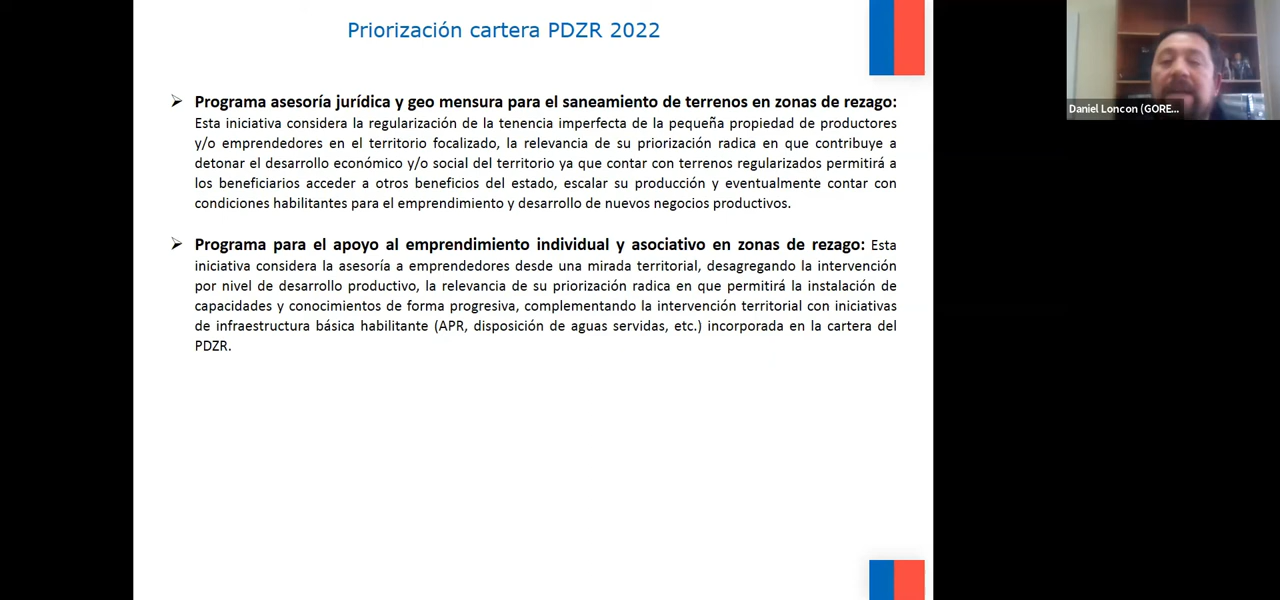 Priorización cartera PDZR 2022
Programa asesoría jurídica y geo mensura para el saneamiento de terrenos en zonas de rezago:
Esta iniciativa considera la regularización de la tenencia imperfecta de la pequeña propiedad de productores
y/o emprendedores en el territorio focalizado, la relevancia de su priorización radica en que contribuye a
detonar el desarrollo económico y/o social del territorio ya que contar con terrenos regularizados permitirá a
los beneficiarios acceder a otros beneficios del estado, escalar su producción y eventualmente contar con
condiciones habilitantes para el emprendimiento y desarrollo de nuevos negocios productivos.
Programa para el apoyo al emprendimiento individual y asociativo en zonas de rezago: Esta
iniciativa considera la asesoría a emprendedores desde una mirada territorial, desagregando la intervención
por nivel de desarrollo productivo, la relevancia de su priorización radica en que permitirá la instalación de
capacidades y conocimientos de forma progresiva, complementando la intervención territorial con iniciativas
de infraestructura básica habilitante (APR, disposición de aguas servidas, etc.) incorporada en la cartera del
PDZR.
Daniel Loncon (GORE...